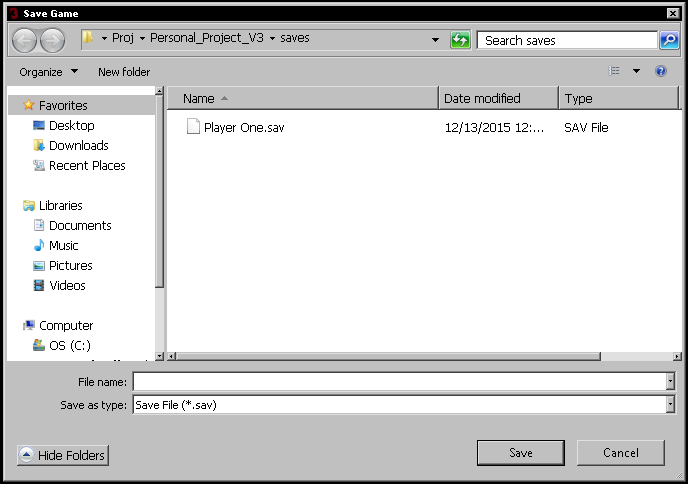 Save Game
Proj Personal_Project_V3 saves
Search saves
Organize New folder
Name Date modified Type
Favorites
Player One.sav 12/13/2015 12:... SAV File
Desktop
Downloads
Recent Places
Libraries
Documents
Music
Pictures
Videos
Computer
OS (C:)
File name:
Save as type: Save File (*.sav)
Hide Folders
Save Cancel